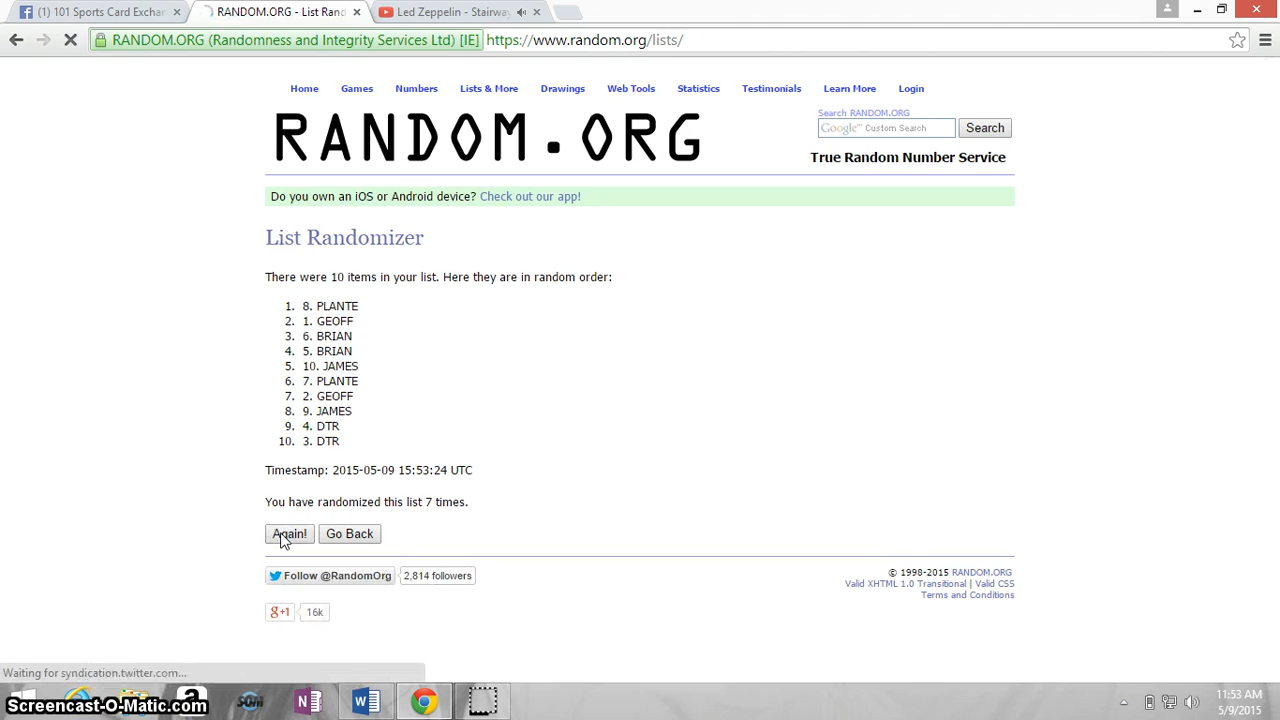 (1) 101 Sports Card Exchan
RANDOM.ORG - List Rand
Led Zeppelin - Stairway
RANDOM.ORG (Randomness and Integrity Services Ltd) [IE] https://www.random.org/lists/
Home Games Numbers Lists & More Drawings Web Tools Statistics Testimonials Learn More Login
RANDOM.ORG
Search RANDOM.ORG
Google™ Custom Search Search
True Random Number Service
Do you own an iOS or Android device? Check out our app!
List Randomizer
There were 10 items in your list. Here they are in random order:
1. 8. PLANTE
2. 1. GEOFF
3. 6. BRIAN
4. 5. BRIAN
5. 10. JAMES
6. 7. PLANTE
7. 2. GEOFF
8. 9. JAMES
9. 4. DTR
10. 3. DTR
Timestamp: 2015-05-09 15:53:24 UTC
You have randomized this list 7 times.
Again! Go Back
Follow @RandomOrg 2,814 followers
g+1 16k
© 1998-2015 RANDOM.ORG
Valid XHTML 1.0 Transitional | Valid CSS
Terms and Conditions
Waiting for syndication.twitter.com...
Screencast-O-Matic.com
SOM
11:53 AM
5/9/2015